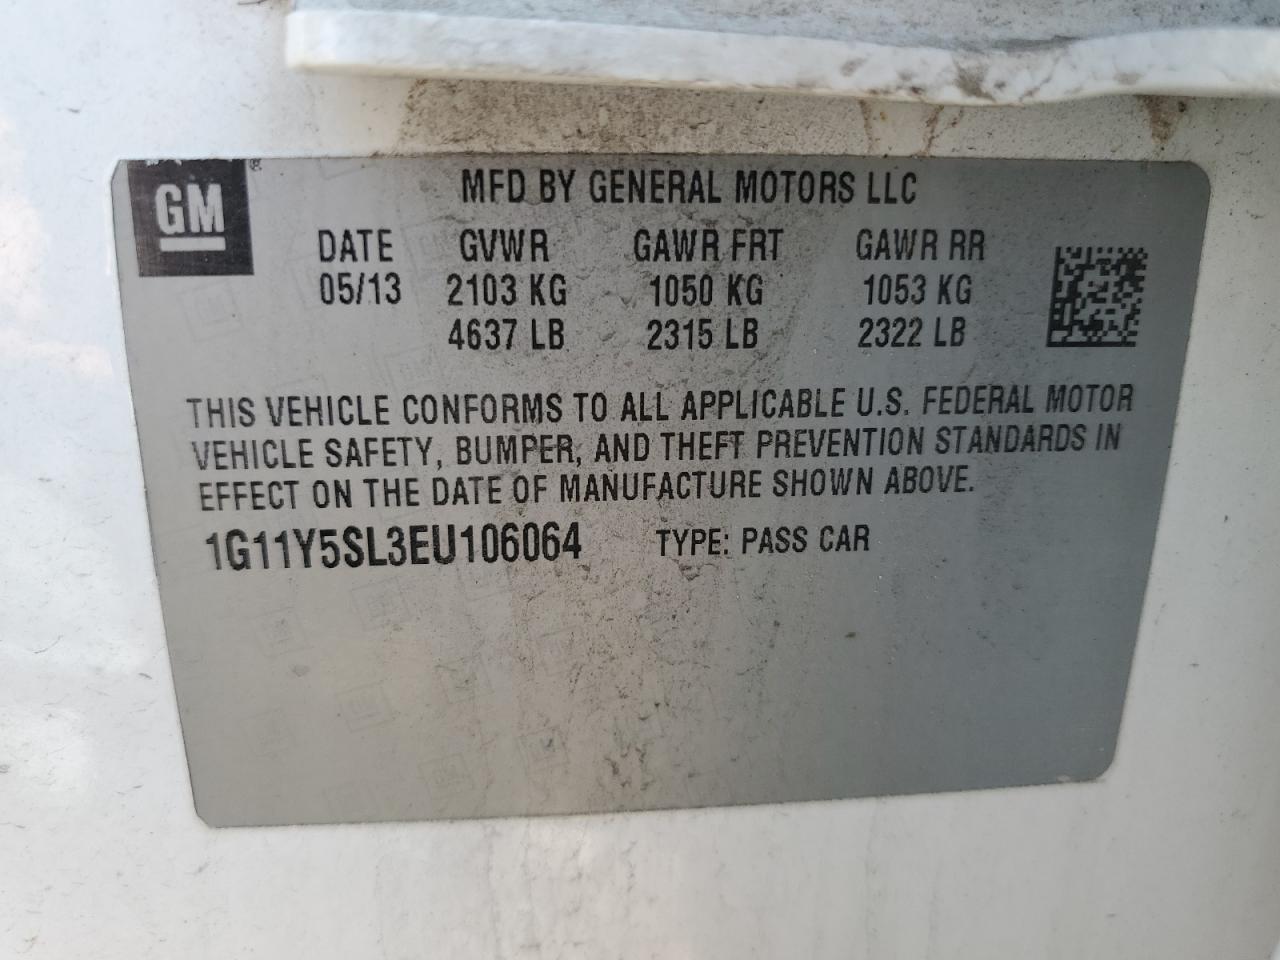 GM
®
MFD BY GENERAL MOTORS LLC
DATE GVWR GAWR FRT GAWR RR
05/13 2103 KG 1050 KG 1053 KG
4637 LB 2315 LB 2322 LB
THIS VEHICLE CONFORMS TO ALL APPLICABLE U.S. FEDERAL MOTOR
VEHICLE SAFETY, BUMPER, AND THEFT PREVENTION STANDARDS IN
EFFECT ON THE DATE OF MANUFACTURE SHOWN ABOVE.
1G11Y5SL3EU106064 TYPE: PASS CAR